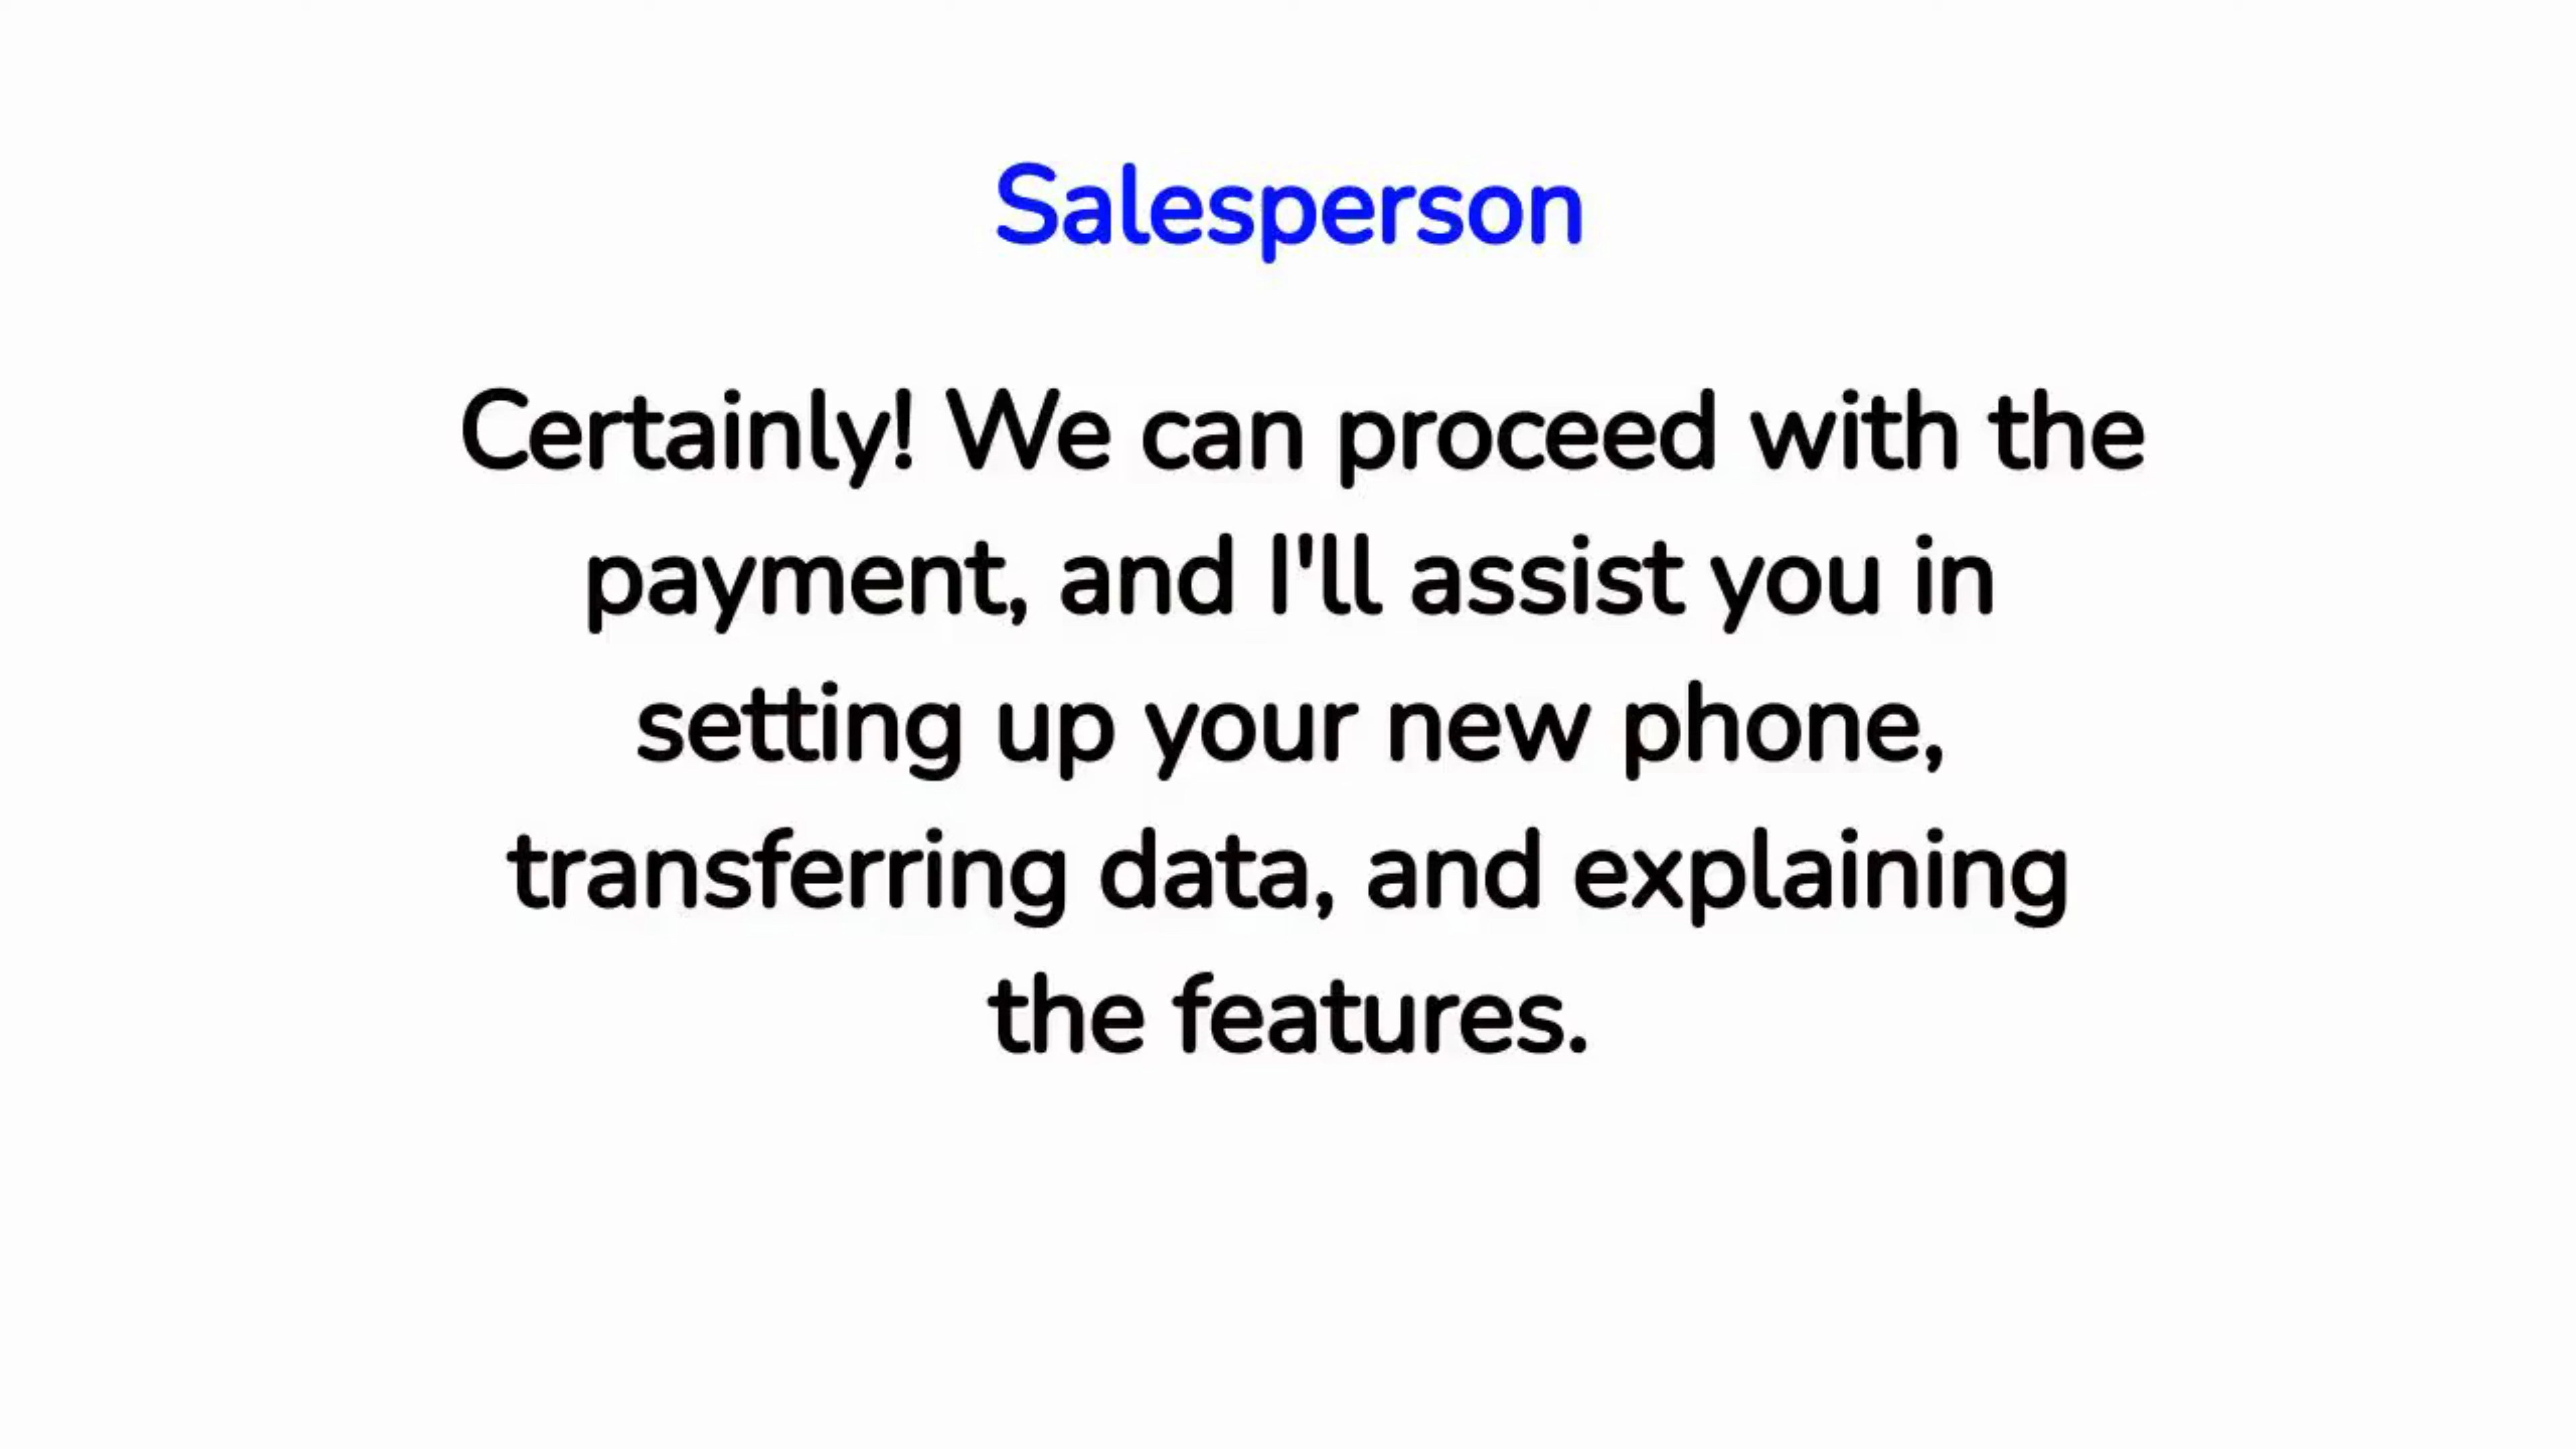 Salesperson
Certainly! We can proceed with the
payment, and I'll assist you in
setting up your new phone,
transferring data, and explaining
the features.